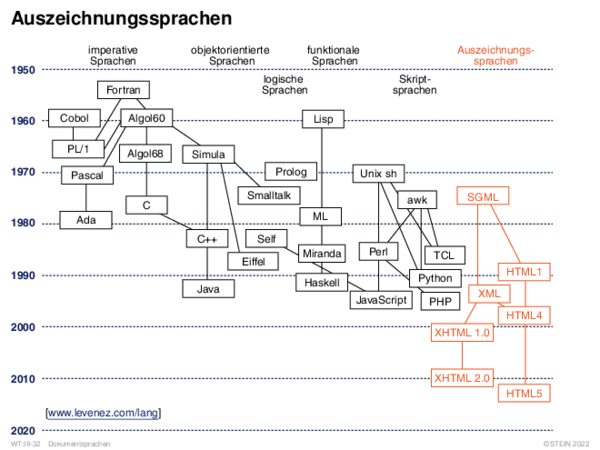 Auszeichnungssprachen
imperative
Sprachen
objektorientierte
Sprachen
funktionale
Sprachen
Auszeichnungs-
sprachen
logische
Sprachen
Skript-
sprachen
1950
Fortran
1960
Cobol
Algol60
Lisp
PL/1
Algol68
Simula
1970
Pascal
Prolog
Unix sh
Smalltalk
awk
SGML
C
Ada
ML
1980
C++
Self
Eiffel
Miranda
Perl
TCL
1990
Haskell
Python
HTML1
Java
JavaScript
PHP
XML
HTML4
2000
XHTML 1.0
2010
XHTML 2.0
HTML5
[www.levenez.com/lang]
2020
WT:III-32 Dokumentsprachen
©STEIN 2022